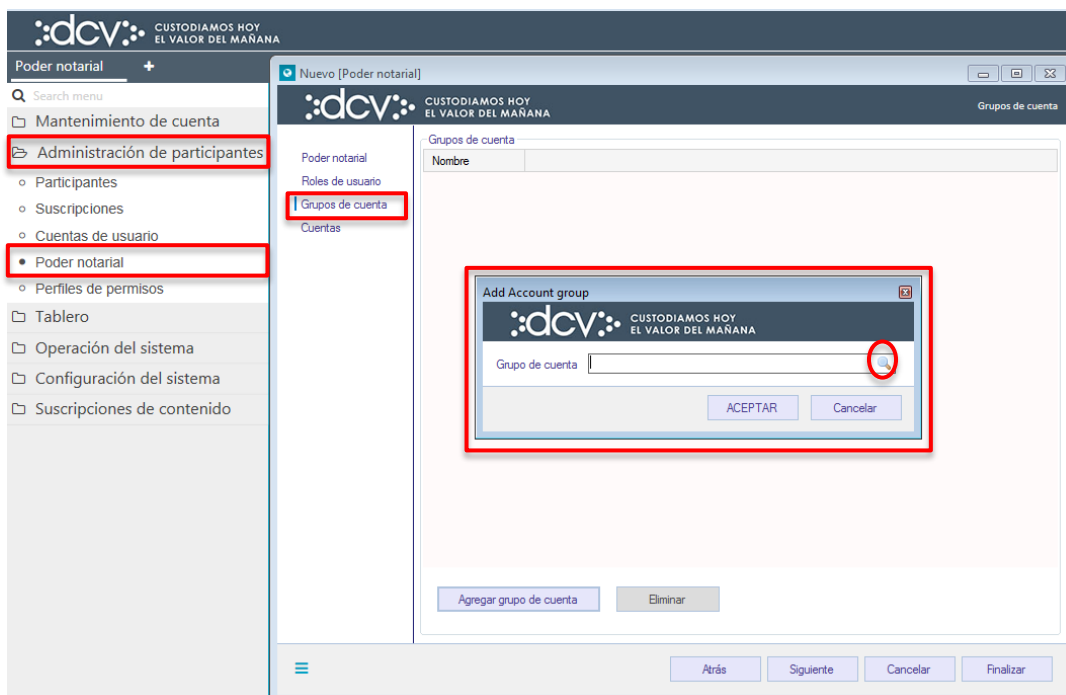 dcv CUSTODIAMOS HOY
EL VALOR DEL MAÑANA
Poder notarial +
Search menu
Mantenimiento de cuenta
Administración de participantes
Participantes
Suscripciones
Cuentas de usuario
Poder notarial
Perfiles de permisos
Tablero
Operación del sistema
Configuración del sistema
Suscripciones de contenido
Nuevo [Poder notarial]
dcv CUSTODIAMOS HOY
EL VALOR DEL MAÑANA
Grupos de cuenta
Poder notarial
Roles de usuario
Grupos de cuenta
Cuentas
Grupos de cuenta
Nombre
Add Account group
dcv CUSTODIAMOS HOY
EL VALOR DEL MAÑANA
Grupo de cuenta
ACEPTAR Cancelar
Agregar grupo de cuenta Eliminar
Atrás Siguiente Cancelar Finalizar